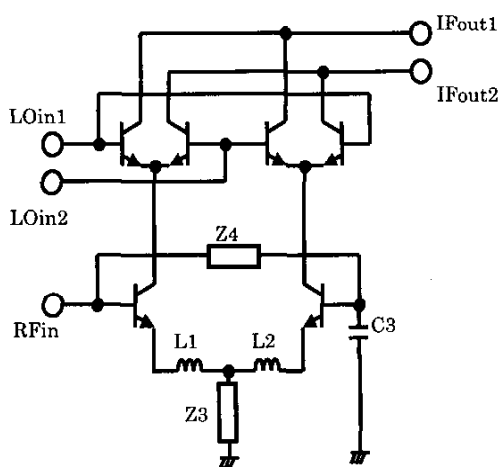 IFout1
IFout2
LOin1
LOin2
Z4
RFin
L1
L2
C3
Z3